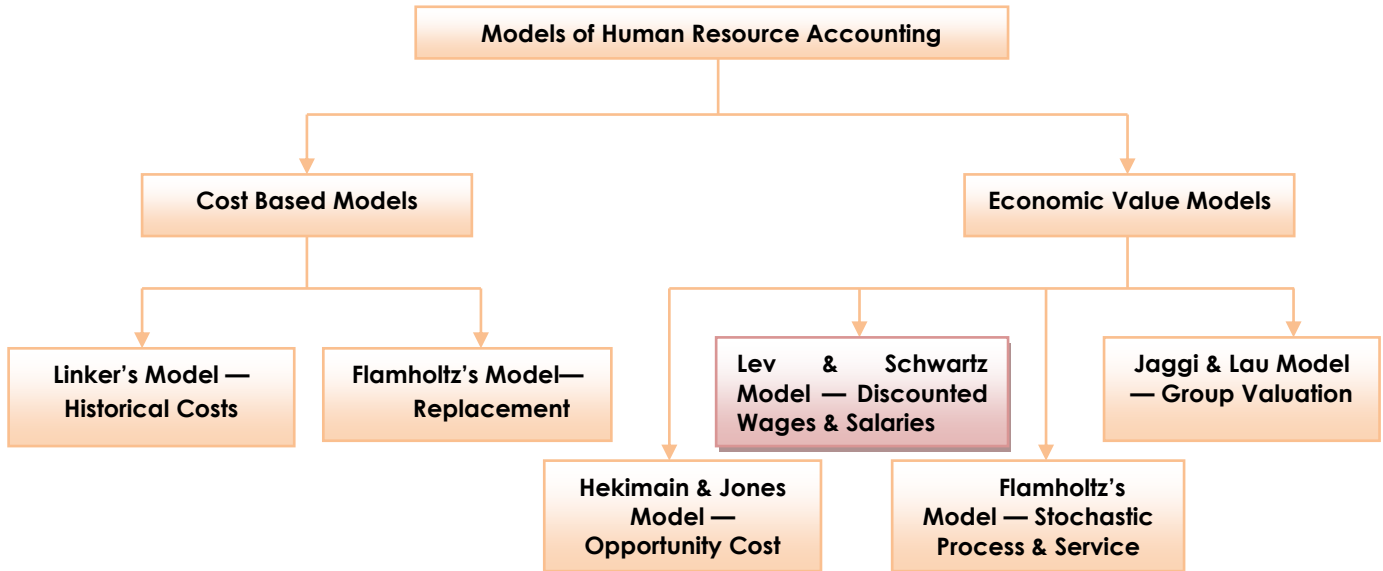 Models of Human Resource Accounting
Cost Based Models
Economic Value Models
Linker’s Model —
Historical Costs
Flamholtz’s Model—
Replacement
Lev & Schwartz
Model — Discounted
Wages & Salaries
Jaggi & Lau Model
— Group Valuation
Hekimain & Jones
Model —
Opportunity Cost
Flamholtz’s
Model — Stochastic
Process & Service